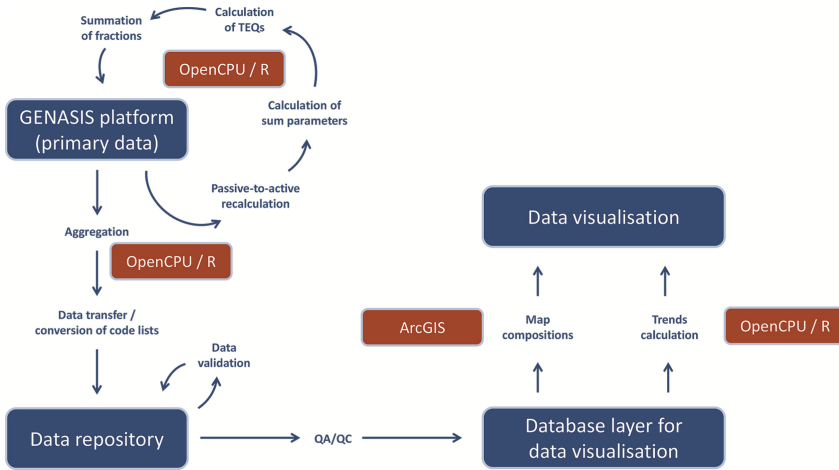 Calculation
of TEQs
Summation
of fractions
OpenCPU / R
GENASIS platform
(primary data)
Calculation of
sum parameters
Passive-to-active
recalculation
Aggregation
OpenCPU / R
Data transfer /
conversion of code lists
Data
validation
Data repository
QA/QC
Database layer for
data visualisation
ArcGIS
Map
compositions
Trends
calculation
OpenCPU / R
Data visualisation